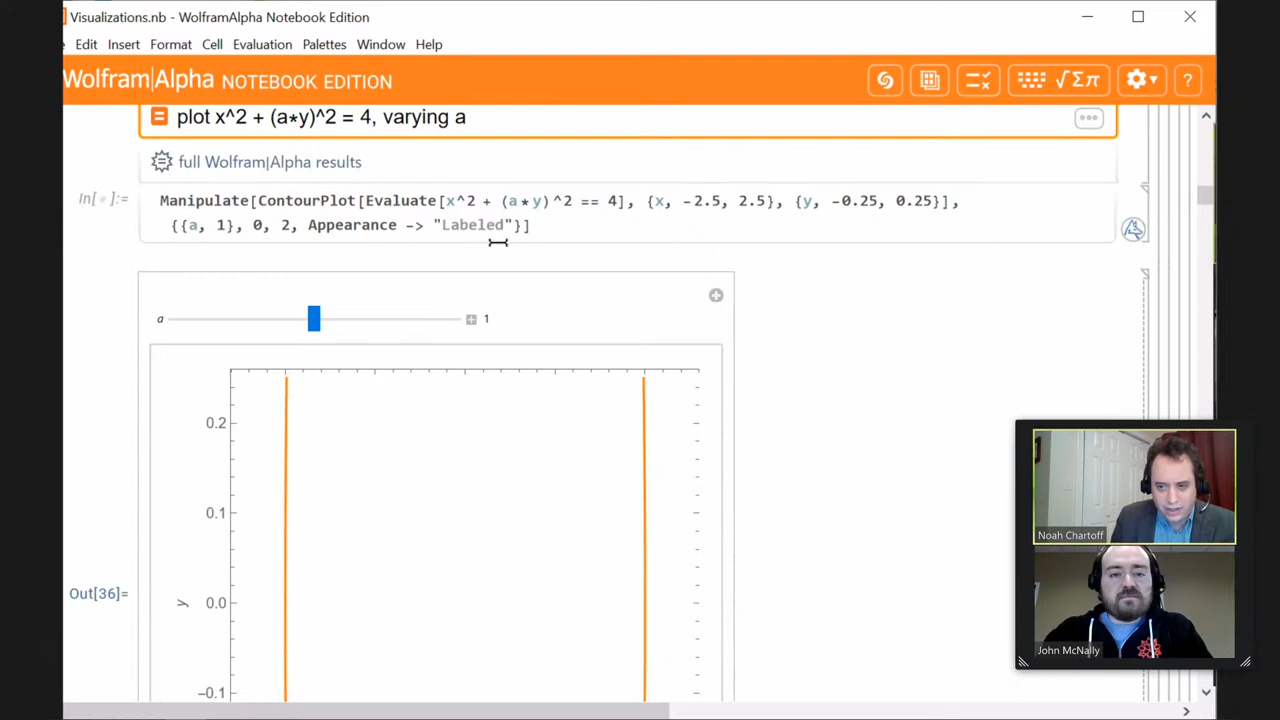 Visualizations.nb - WolframAlpha Notebook Edition
Edit Insert Format Cell Evaluation Palettes Window Help
Wolfram|Alpha NOTEBOOK EDITION
√Σπ
?
plot x^2 + (a*y)^2 = 4, varying a
full Wolfram|Alpha results
In[ ]:=
Manipulate[ContourPlot[Evaluate[x^2 + (a*y)^2 == 4], {x, -2.5, 2.5}, {y, -0.25, 0.25}],
{{a, 1}, 0, 2, Appearance -> "Labeled"}]
a
1
0.2
0.1
Out[36]=
y
0.0
-0.1
Noah Chartoff
John McNally